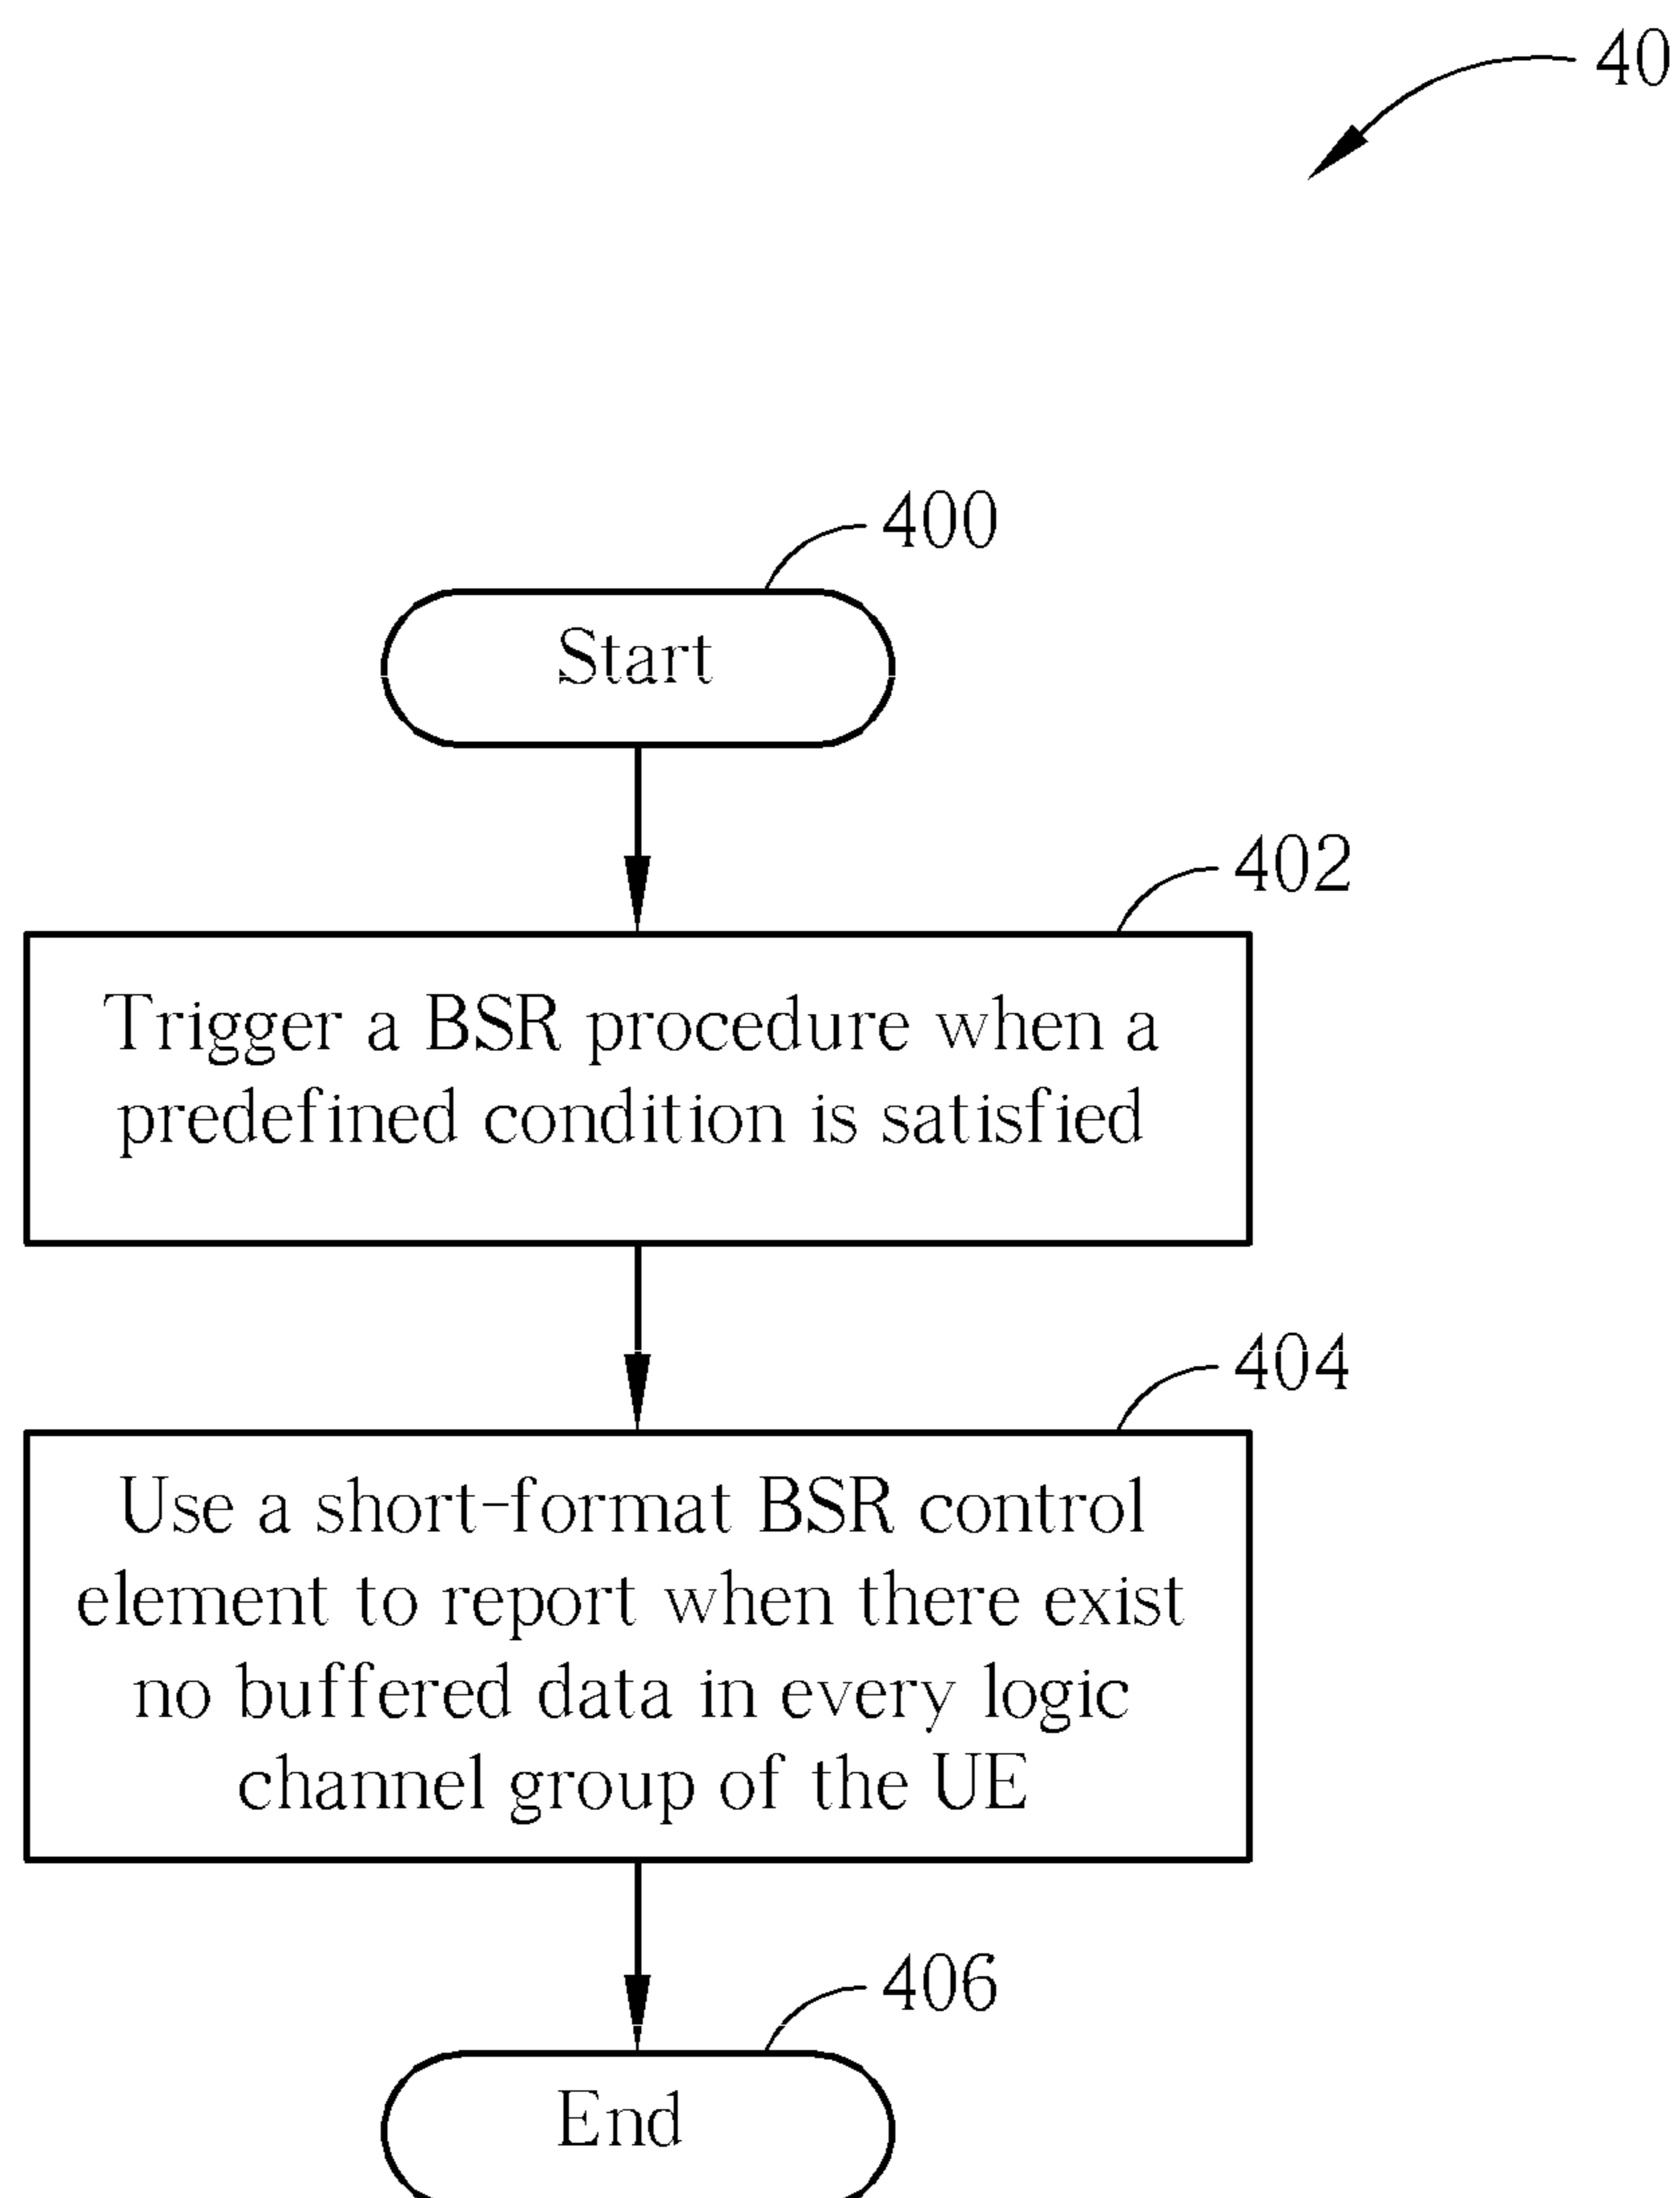 40
400
Start
402
Trigger a BSR procedure when a
predefined condition is satisfied
404
Use a short-format BSR control
element to report when there exist
no buffered data in every logic
channel group of the UE
406
End